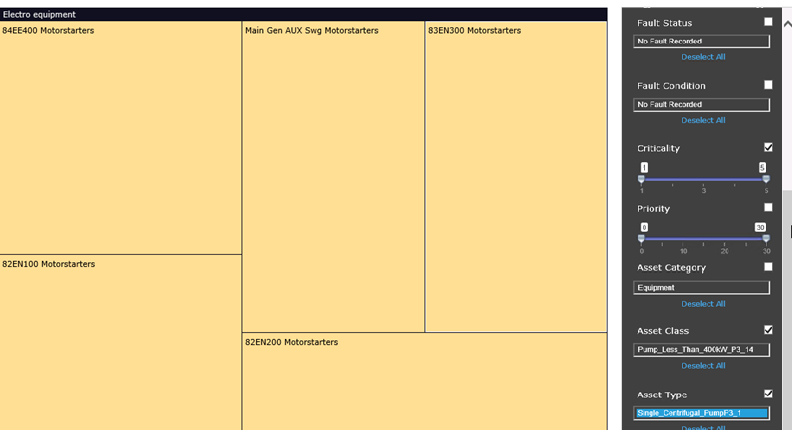 Electro equipment
84EE400 Motorstarters
Main Gen AUX Swg Motorstarters
83EN300 Motorstarters
82EN100 Motorstarters
82EN200 Motorstarters
Fault Status
No Fault Recorded
Deselect All
Fault Condition
No Fault Recorded
Deselect All
Criticality
1 5
1 3 5
Priority
0 30
0 10 20 30
Asset Category
Equipment
Deselect All
Asset Class
Pump_Less_Than_400kW_P3_14
Deselect All
Asset Type
Single_Centrifugal_PumpP3_1
Deselect All